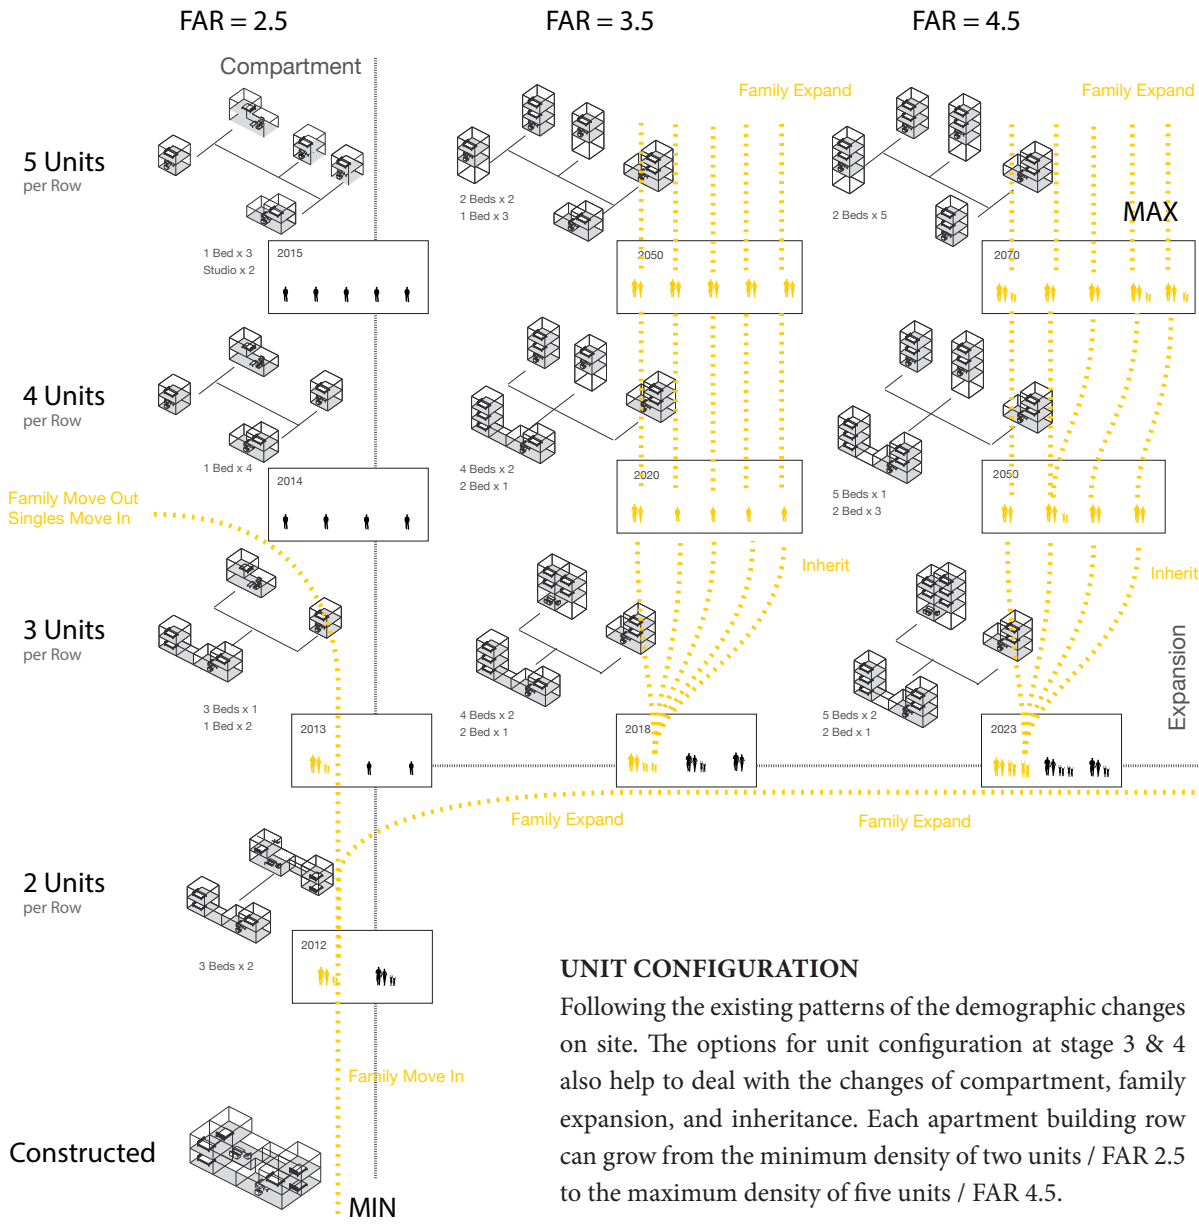 FAR = 2.5
FAR = 3.5
FAR = 4.5
Compartment
Family Expand
Family Expand
5 Units
per Row
2 Beds x 2
1 Bed x 3
2 Beds x 5
MAX
1 Bed x 3
Studio x 2
2015
2050
2070
4 Units
per Row
1 Bed x 4
4 Beds x 2
2 Bed x 1
5 Beds x 1
2 Bed x 3
2014
2020
2050
Family Move Out
Singles Move In
Inherit
Inherit
3 Units
per Row
Expansion
3 Beds x 1
1 Bed x 2
4 Beds x 2
2 Bed x 1
5 Beds x 2
2 Bed x 1
2013
2018
2023
Family Expand
Family Expand
2 Units
per Row
3 Beds x 2
2012
Family Move In
Constructed
MIN
UNIT CONFIGURATION
Following the existing patterns of the demographic changes
on site. The options for unit configuration at stage 3 & 4
also help to deal with the changes of compartment, family
expansion, and inheritance. Each apartment building row
can grow from the minimum density of two units / FAR 2.5
to the maximum density of five units / FAR 4.5.